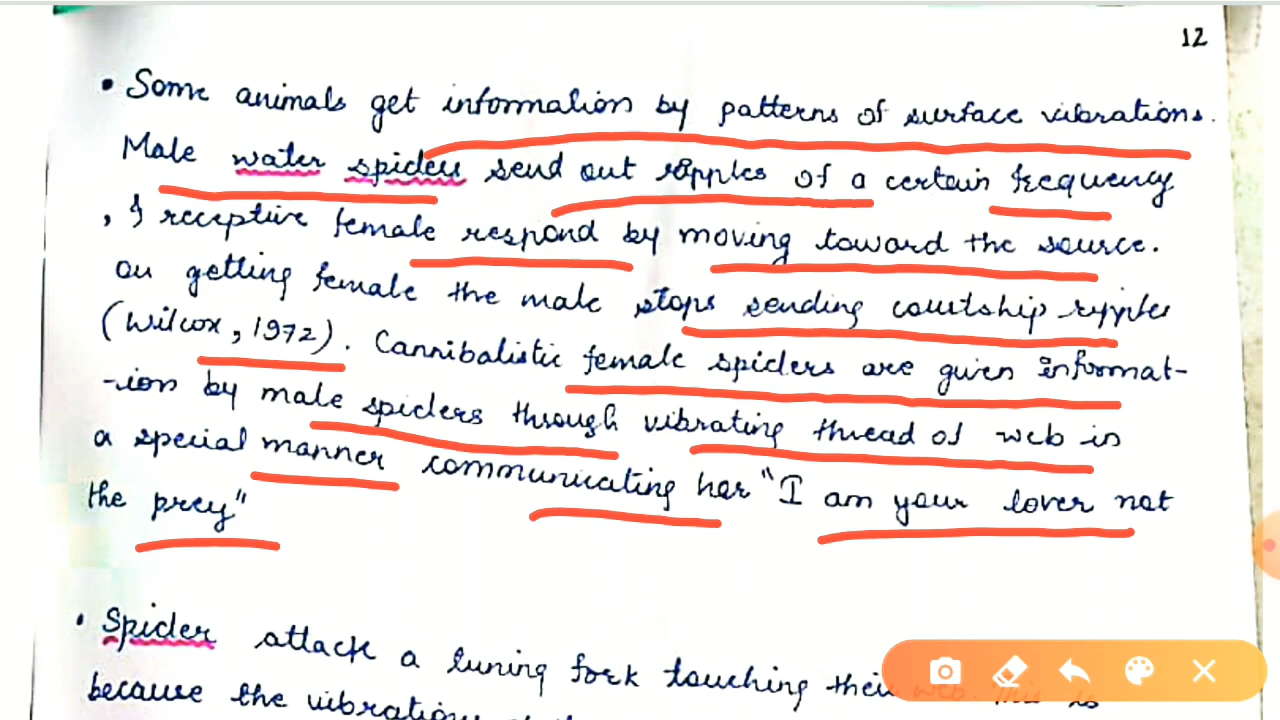 12
• Some animals get information by patterns of surface vibrations.
Male water spiders send out ripples of a certain frequency
, & receptive female respond by moving toward the source.
on getting female the male stops sending courtship ripples
(Wilcox, 1972). Cannibalistic female spiders are given informat-
-ion by male spiders through vibrating thread of web in
a special manner communicating her "I am your lover not
the prey"
• Spider attack a tuning fork touching their web. This is
because the vibrations